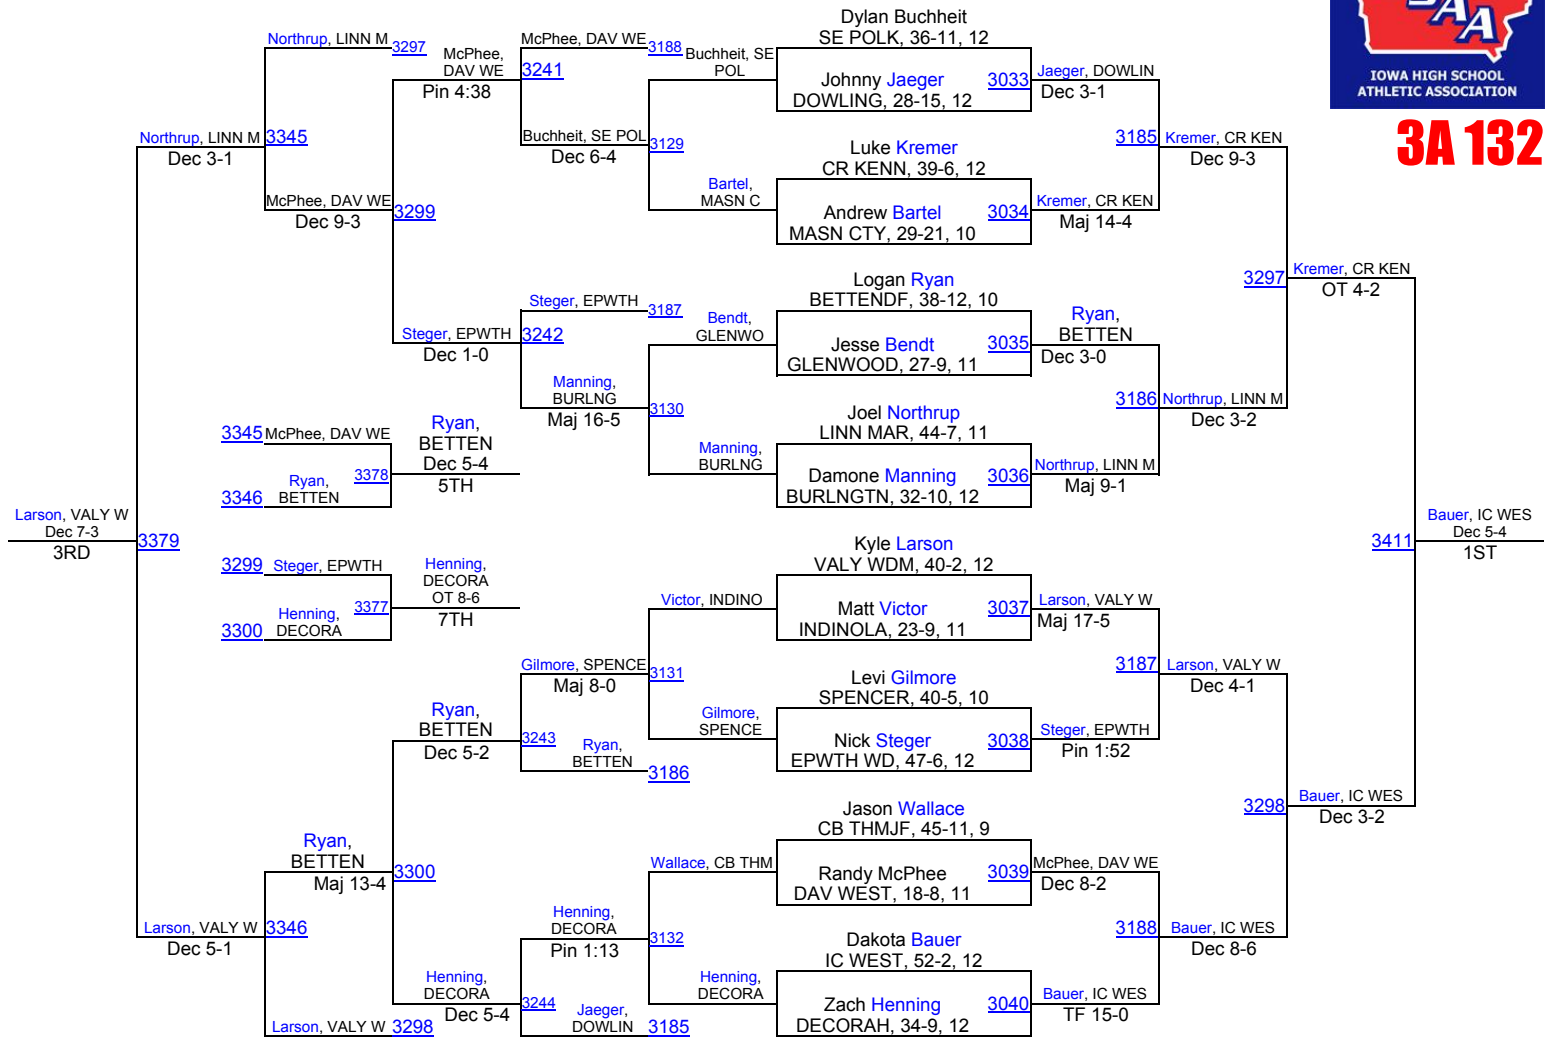 IOWA HIGH SCHOOL
ATHLETIC ASSOCIATION
3A 132
Dylan Buchheit
SE POLK, 36-11, 12
Johnny Jaeger 3033
DOWLING, 28-15, 12
Luke Kremer
CR KENN, 39-6, 12
Andrew Bartel 3034
MASN CTY, 29-21, 10
Logan Ryan
BETTENDF, 38-12, 10
Jesse Bendt 3035
GLENWOOD, 27-9, 11
Joel Northrup
LINN MAR, 44-7, 11
Damone Manning 3036
BURLNGTN, 32-10, 12
Kyle Larson
VALY WDM, 40-2, 12
Matt Victor 3037
INDINOLA, 23-9, 11
Levi Gilmore
SPENCER, 40-5, 10
Nick Steger 3038
EPWTH WD, 47-6, 12
Jason Wallace
CB THMJF, 45-11, 9
Randy McPhee 3039
DAV WEST, 18-8, 11
Dakota Bauer
IC WEST, 52-2, 12
Zach Henning 3040
DECORAH, 34-9, 12
Jaeger, DOWLIN
Dec 3-1
Kremer, CR KEN
Maj 14-4
Ryan,
BETTEN
Dec 3-0
Northrup, LINN M
Maj 9-1
Larson, VALY W
Maj 17-5
Steger, EPWTH
Pin 1:52
McPhee, DAV WE
Dec 8-2
Bauer, IC WES
TF 15-0
3185 Kremer, CR KEN
Dec 9-3
3186 Northrup, LINN M
Dec 3-2
3187 Larson, VALY W
Dec 4-1
3188 Bauer, IC WES
Dec 8-6
3297 Kremer, CR KEN
OT 4-2
3298 Bauer, IC WES
Dec 3-2
3411 Bauer, IC WES
Dec 5-4
1ST
Buchheit, SE
POL
Bartel,
MASN C
Bendt,
GLENWO
Manning,
BURLNG
Victor, INDINO
Gilmore,
SPENCE
Wallace, CB THM
Henning,
DECORA
McPhee, DAV WE 3188
Buchheit, SE POL 3129
Dec 6-4
Steger, EPWTH 3187
Manning,
BURLNG 3130
Maj 16-5
Gilmore, SPENCE 3131
Maj 8-0
Ryan,
BETTEN 3186
Henning,
DECORA 3132
Pin 1:13
Jaeger,
DOWLIN 3185
McPhee,
DAV WE 3241
Pin 4:38
Steger, EPWTH 3242
Dec 1-0
Ryan,
BETTEN 3243
Dec 5-2
Henning,
DECORA 3244
Dec 5-4
Northrup, LINN M 3297
McPhee, DAV WE 3299
Dec 9-3
Ryan,
BETTEN 3300
Maj 13-4
Larson, VALY W 3298
Northrup, LINN M 3345
Dec 3-1
Larson, VALY W 3346
Dec 5-1
Larson, VALY W
Dec 7-3 3379
3RD
3345 McPhee, DAV WE
3346 Ryan,
BETTEN
3378
Ryan,
BETTEN
Dec 5-4
5TH
3299 Steger, EPWTH
3300 Henning,
DECORA
3377
Henning,
DECORA
OT 8-6
7TH